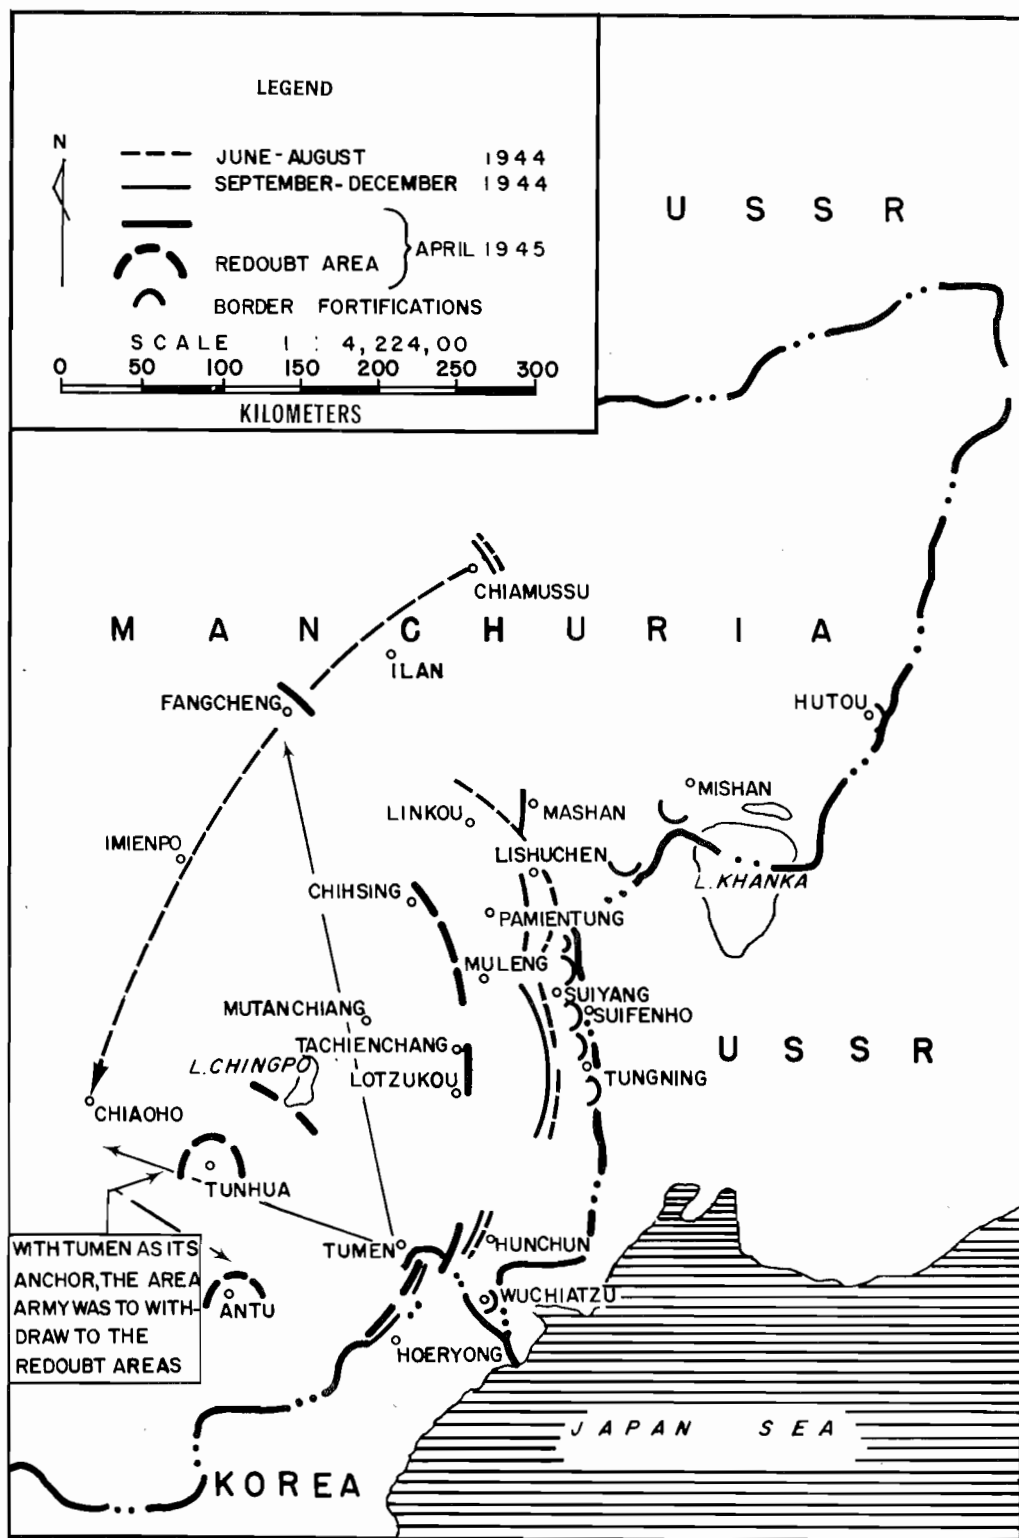 LEGEND
N
JUNE-AUGUST 1944
SEPTEMBER-DECEMBER 1944
APRIL 1945
REDOUBT AREA
BORDER FORTIFICATIONS
SCALE 1 : 4,224,00
0 50 100 150 200 250 300
KILOMETERS
USSR
CHIAMUSSU
MANCHURIA
ILAN
FANGCHENG
HUTOU
MISHAN
LINKOU
MASHAN
IMIENPO
LISHUCHEN
L. KHANKA
CHIHSING
PAMIENTUNG
MULENG
SUIYANG
MUTANCHIANG
SUIFENHO
TACHIENCHANG
USSR
L. CHINGPO
LOTZUKOU
TUNGNING
CHIAOHO
TUNHUA
TUMEN
HUNCHUN
WITH TUMEN AS ITS
ANCHOR, THE AREA
ARMY WAS TO WITH-
DRAW TO THE
REDOUBT AREAS
ANTU
WUCHIATZU
HOERYONG
JAPAN SEA
KOREA